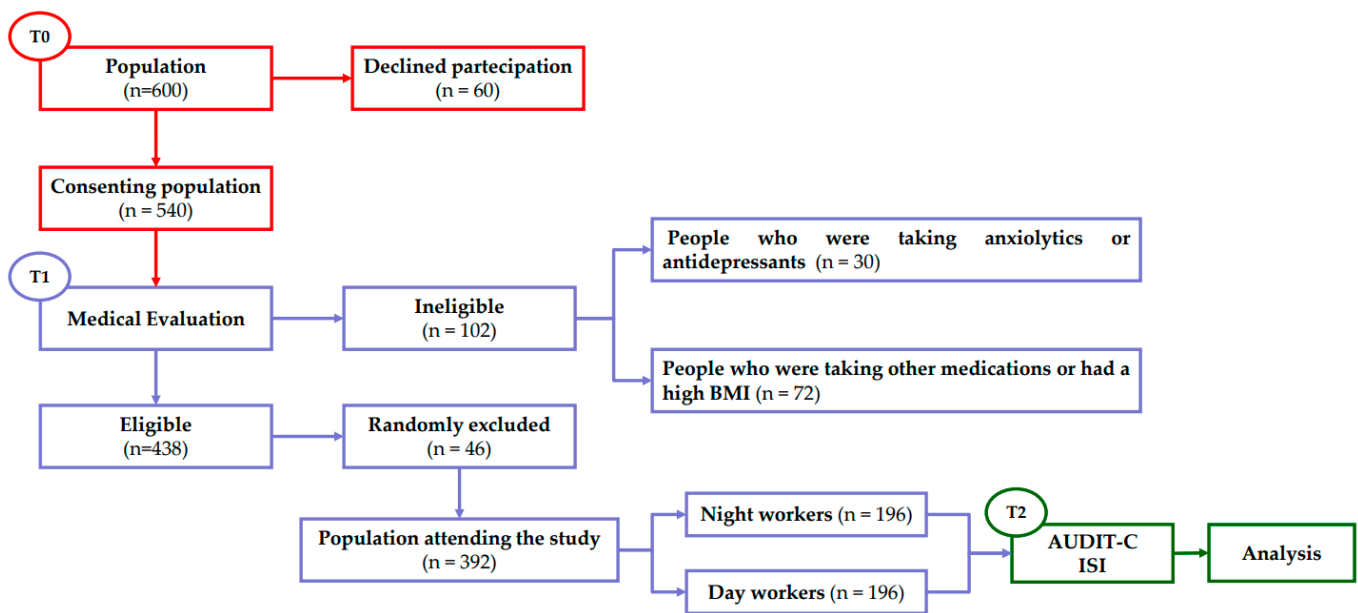 T0
Population
(n=600)
Declined partecipation
(n = 60)
Consenting population
(n = 540)
T1
Medical Evaluation
Ineligible
(n = 102)
People who were taking anxiolytics or
antidepressants (n = 30)
People who were taking other medications or had a
high BMI (n = 72)
Eligible
(n=438)
Randomly excluded
(n = 46)
Population attending the study
(n = 392)
Night workers (n = 196)
Day workers (n = 196)
T2
AUDIT-C
ISI
Analysis